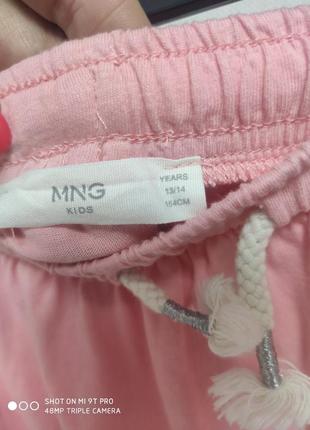 MNG
KIDS
YEARS
13/14
164CM
SHOT ON MI 9T PRO
48MP TRIPLE CAMERA